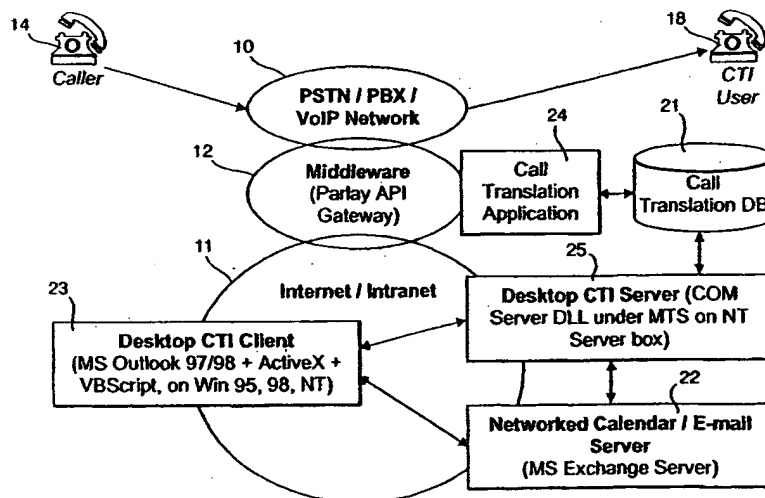 14
Caller
10
18
CTI
User
PSTN / PBX /
VoIP Network
12
24
21
Middleware
(Parlay API
Gateway)
Call
Translation
Application
Call
Translation DB
11
25
23
Internet / Intranet
Desktop CTI Server (COM
Server DLL under MTS on NT
Server box)
Desktop CTI Client
(MS Outlook 97/98 + ActiveX +
VBScript, on Win 95, 98, NT)
22
Networked Calendar / E-mail
Server
(MS Exchange Server)